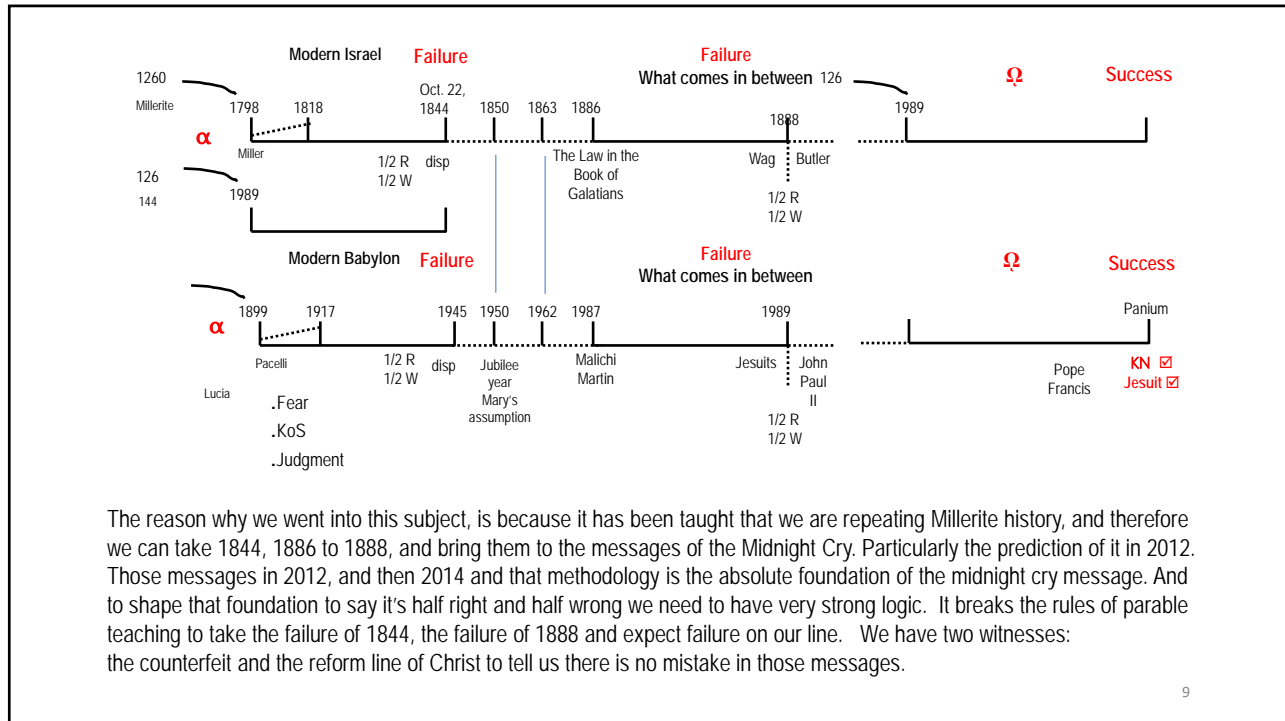 Modern Israel Failure Failure
1260 What comes in between 126 Ω Success
Oct. 22,
Millerite 1798 1818 1844 1850 1863 1886 1888 1989
α
Miller 1/2 R disp The Law in the Wag Butler
1/2 W Book of
Galatians
126
144 1989 1/2 R
1/2 W
Modern Babylon Failure Failure
What comes in between Ω Success
1899 1917 1945 1950 1962 1987 1989 Panium
α
Pacelli 1/2 R disp Jubilee Malichi Jesuits John Pope KN ☑
1/2 W year Martin Paul Francis Jesuit ☑
Lucia Mary's II
.Fear assumption
.KoS 1/2 R
.Judgment 1/2 W
The reason why we went into this subject, is because it has been taught that we are repeating Millerite history, and therefore
we can take 1844, 1886 to 1888, and bring them to the messages of the Midnight Cry. Particularly the prediction of it in 2012.
Those messages in 2012, and then 2014 and that methodology is the absolute foundation of the midnight cry message. And
to shape that foundation to say it's half right and half wrong we need to have very strong logic. It breaks the rules of parable
teaching to take the failure of 1844, the failure of 1888 and expect failure on our line. We have two witnesses:
the counterfeit and the reform line of Christ to tell us there is no mistake in those messages.
9